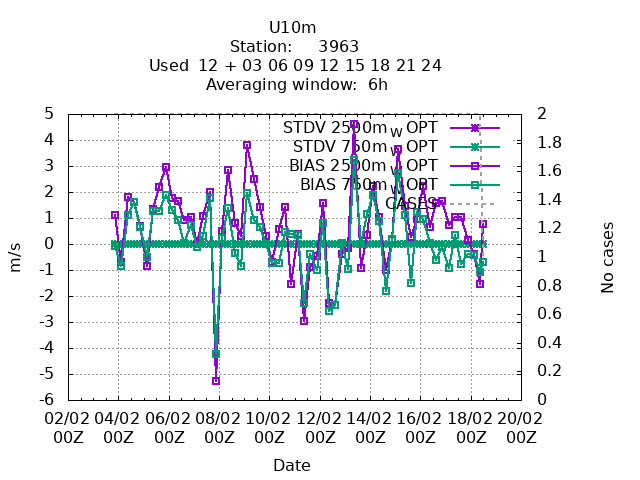 U10m
Station: 3963
Used 12 + 03 06 09 12 15 18 21 24
Averaging window: 6h
STDV 2500m W OPT
STDV 750m W OPT
BIAS 2500m OPT
BIAS 750m OPT
CASES
5
4
3
2
1
0
-1
-2
-3
-4
-5
-6
2
1.8
1.6
1.4
1.2
1
0.8
0.6
0.4
0.2
0
m/s
No cases
02/02 04/02 06/02 08/02 10/02 12/02 14/02 16/02 18/02 20/02
00Z 00Z 00Z 00Z 00Z 00Z 00Z 00Z 00Z 00Z
Date